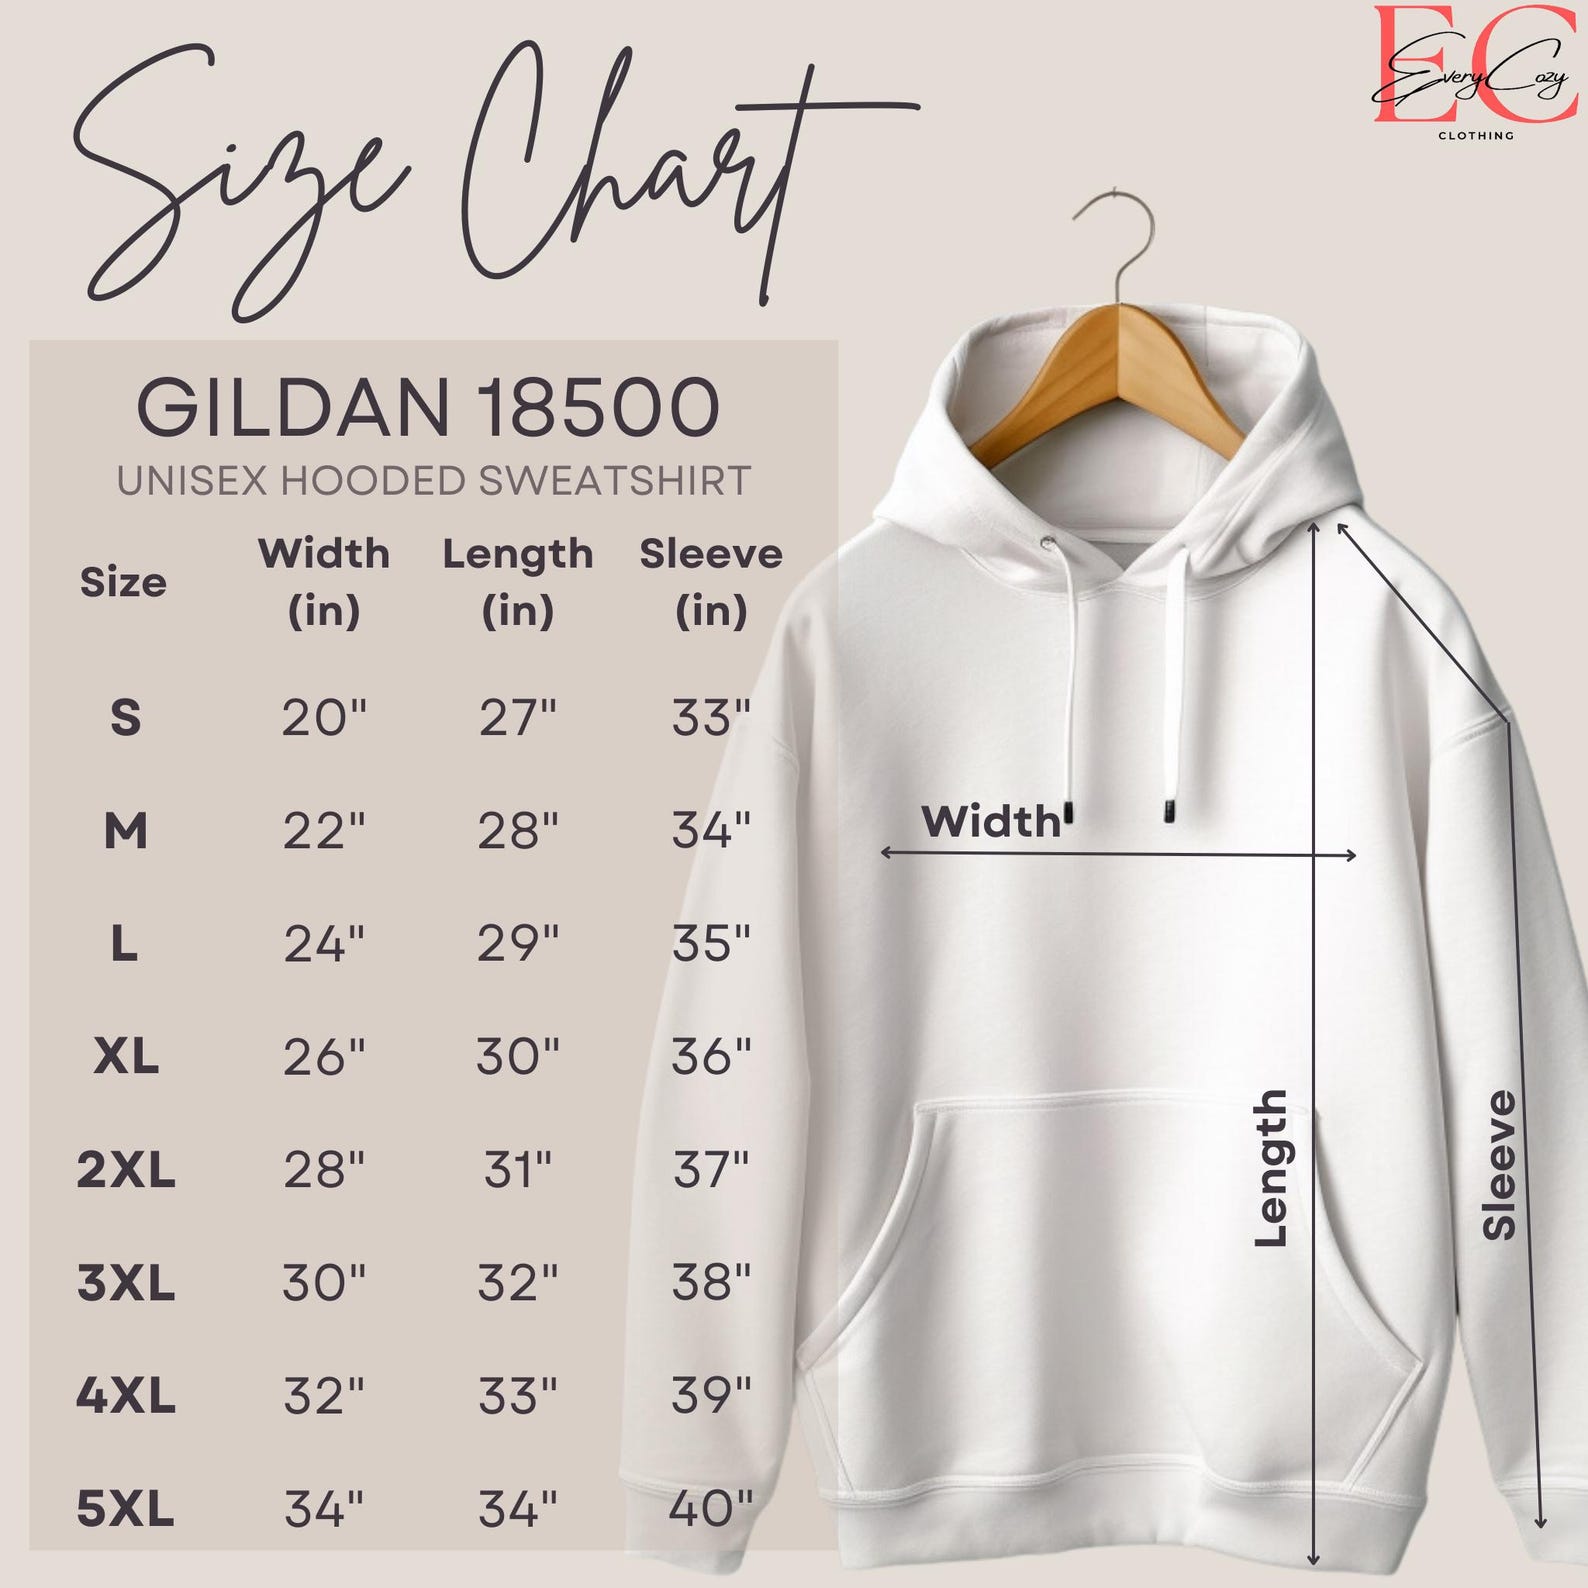 EC
EveryCozy
CLOTHING
Size Chart
GILDAN 18500
UNISEX HOODED SWEATSHIRT
Size Width (in) Length (in) Sleeve (in)
S 20" 27" 33"
M 22" 28" 34"
L 24" 29" 35"
XL 26" 30" 36"
2XL 28" 31" 37"
3XL 30" 32" 38"
4XL 32" 33" 39"
5XL 34" 34" 40"
Width
Length
Sleeve